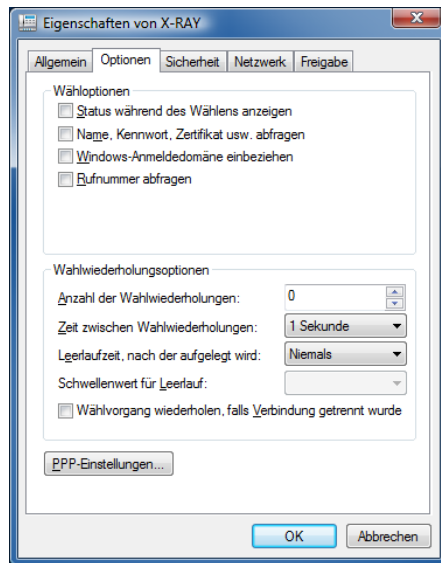 Eigenschaften von X-RAY
Allgemein Optionen Sicherheit Netzwerk Freigabe
Wähloptionen
Status während des Wählens anzeigen
Name, Kennwort, Zertifikat usw. abfragen
Windows-Anmeldedomäne einbeziehen
Rufnummer abfragen
Wahlwiederholungsoptionen
Anzahl der Wahlwiederholungen: 0
Zeit zwischen Wahlwiederholungen: 1 Sekunde
Leerlaufzeit, nach der aufgelegt wird: Niemals
Schwellenwert für Leerlauf:
Wählvorgang wiederholen, falls Verbindung getrennt wurde
PPP-Einstellungen...
OK Abbrechen